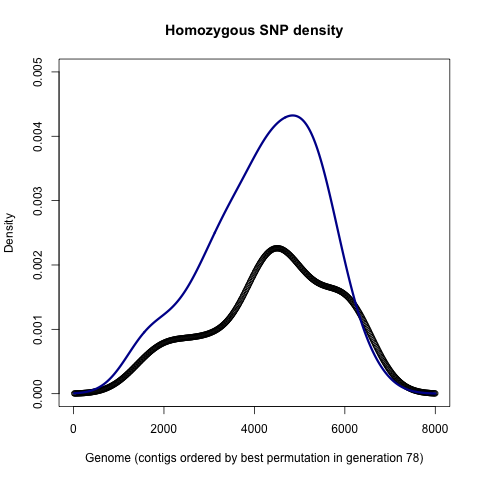 Homozygous SNP density
Density
0.005
0.004
0.003
0.002
0.001
0.000
0 2000 4000 6000 8000
Genome (contigs ordered by best permutation in generation 78)